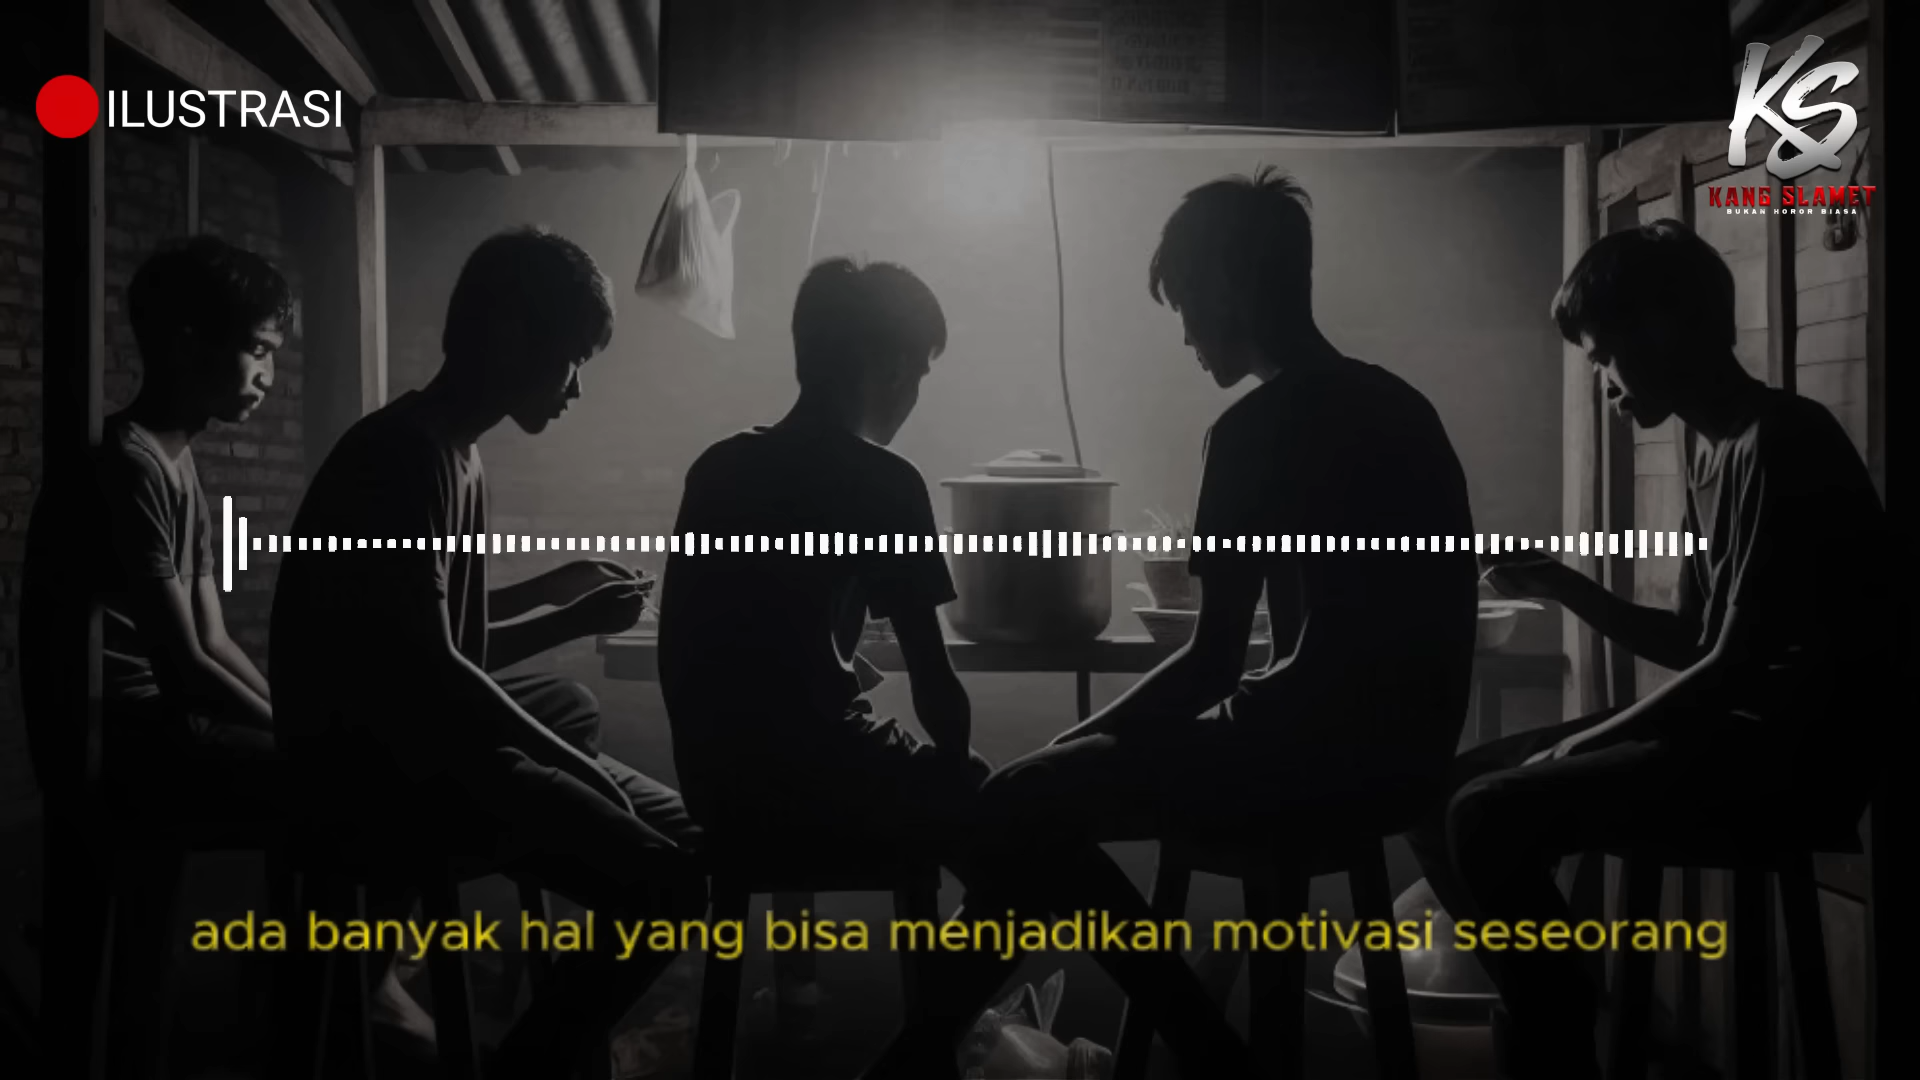 ILUSTRASI
KS
KANG SLAMET
BUKAN HOROR BIASA
ada banyak hal yang bisa menjadikan motivasi seseorang